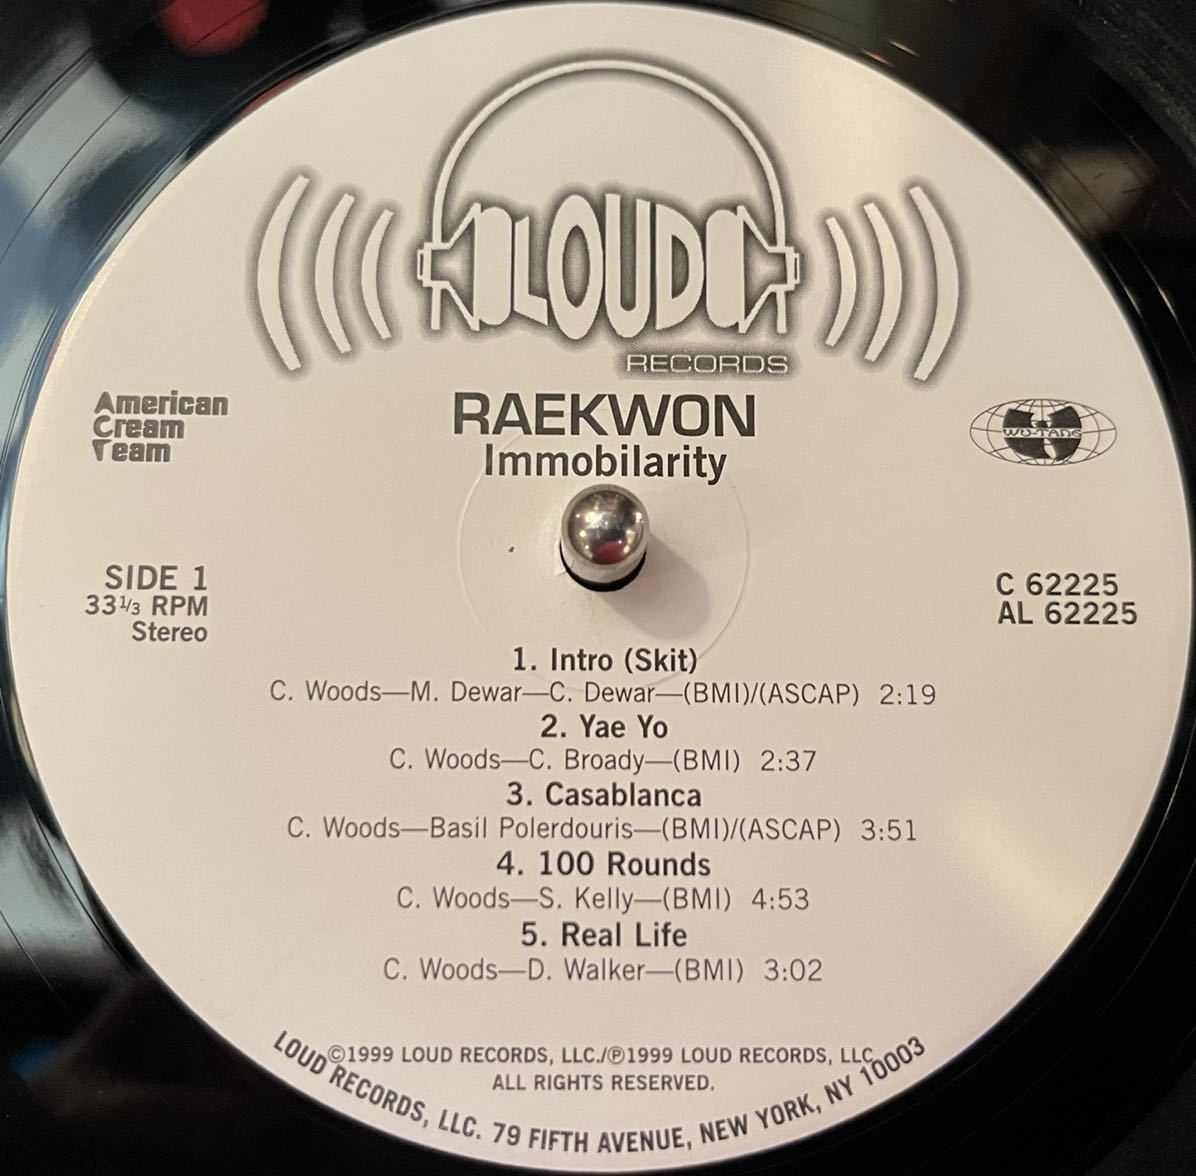 LOUD
RECORDS
RAEKWON
Immobilarity
American
Cream
Team
WU-TANG
SIDE 1
33 1/3 RPM
Stereo
C 62225
AL 62225
1. Intro (Skit)
C. Woods—M. Dewar—C. Dewar—(BMI)/(ASCAP) 2:19
2. Yae Yo
C. Woods—C. Broady—(BMI) 2:37
3. Casablanca
C. Woods—Basil Polerdouris—(BMI)/(ASCAP) 3:51
4. 100 Rounds
C. Woods—S. Kelly—(BMI) 4:53
5. Real Life
C. Woods—D. Walker—(BMI) 3:02
©1999 LOUD RECORDS, LLC./℗1999 LOUD RECORDS, LLC.
ALL RIGHTS RESERVED.
LOUD RECORDS, LLC. 79 FIFTH AVENUE, NEW YORK, NY 10003